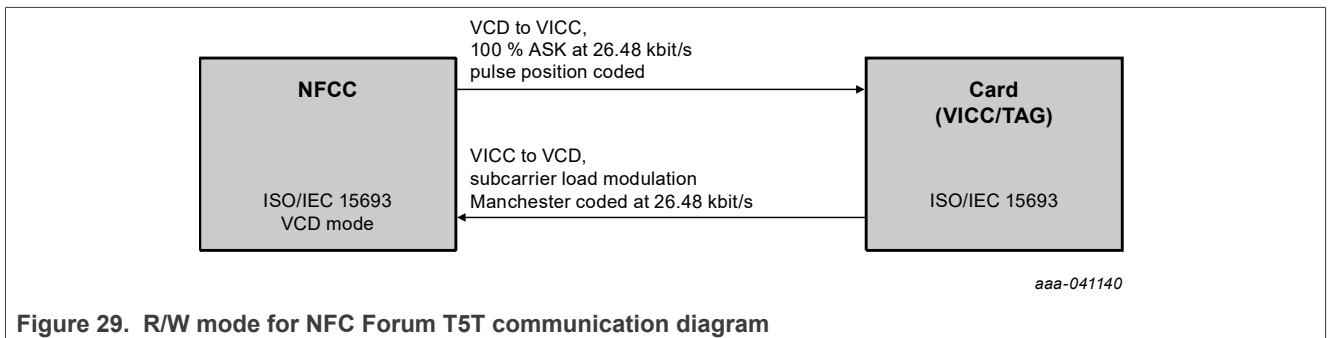 VCD to VICC,
100 % ASK at 26.48 kbit/s
pulse position coded
NFCC
Card
(VICC/TAG)
VICC to VCD,
subcarrier load modulation
Manchester coded at 26.48 kbit/s
ISO/IEC 15693
VCD mode
ISO/IEC 15693
aaa-041140
Figure 29. R/W mode for NFC Forum T5T communication diagram